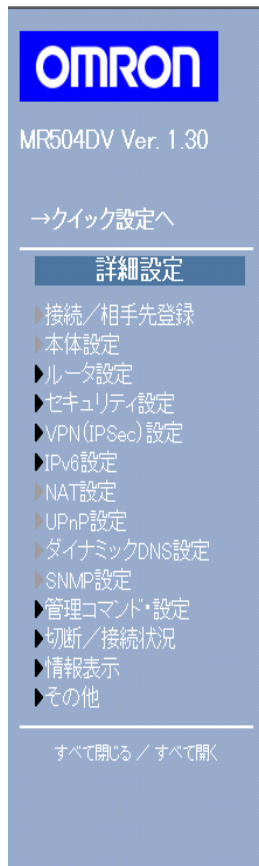 OMRON
MR504DV Ver. 1.30
→クイック設定へ
詳細設定
接続／相手先登録
本体設定
ルータ設定
セキュリティ設定
VPN(IPSec)設定
IPv6設定
NAT設定
UPnP設定
ダイナミックDNS設定
SNMP設定
管理コマンド・設定
切断／接続状況
情報表示
その他
すべて閉じる ／ すべて開く